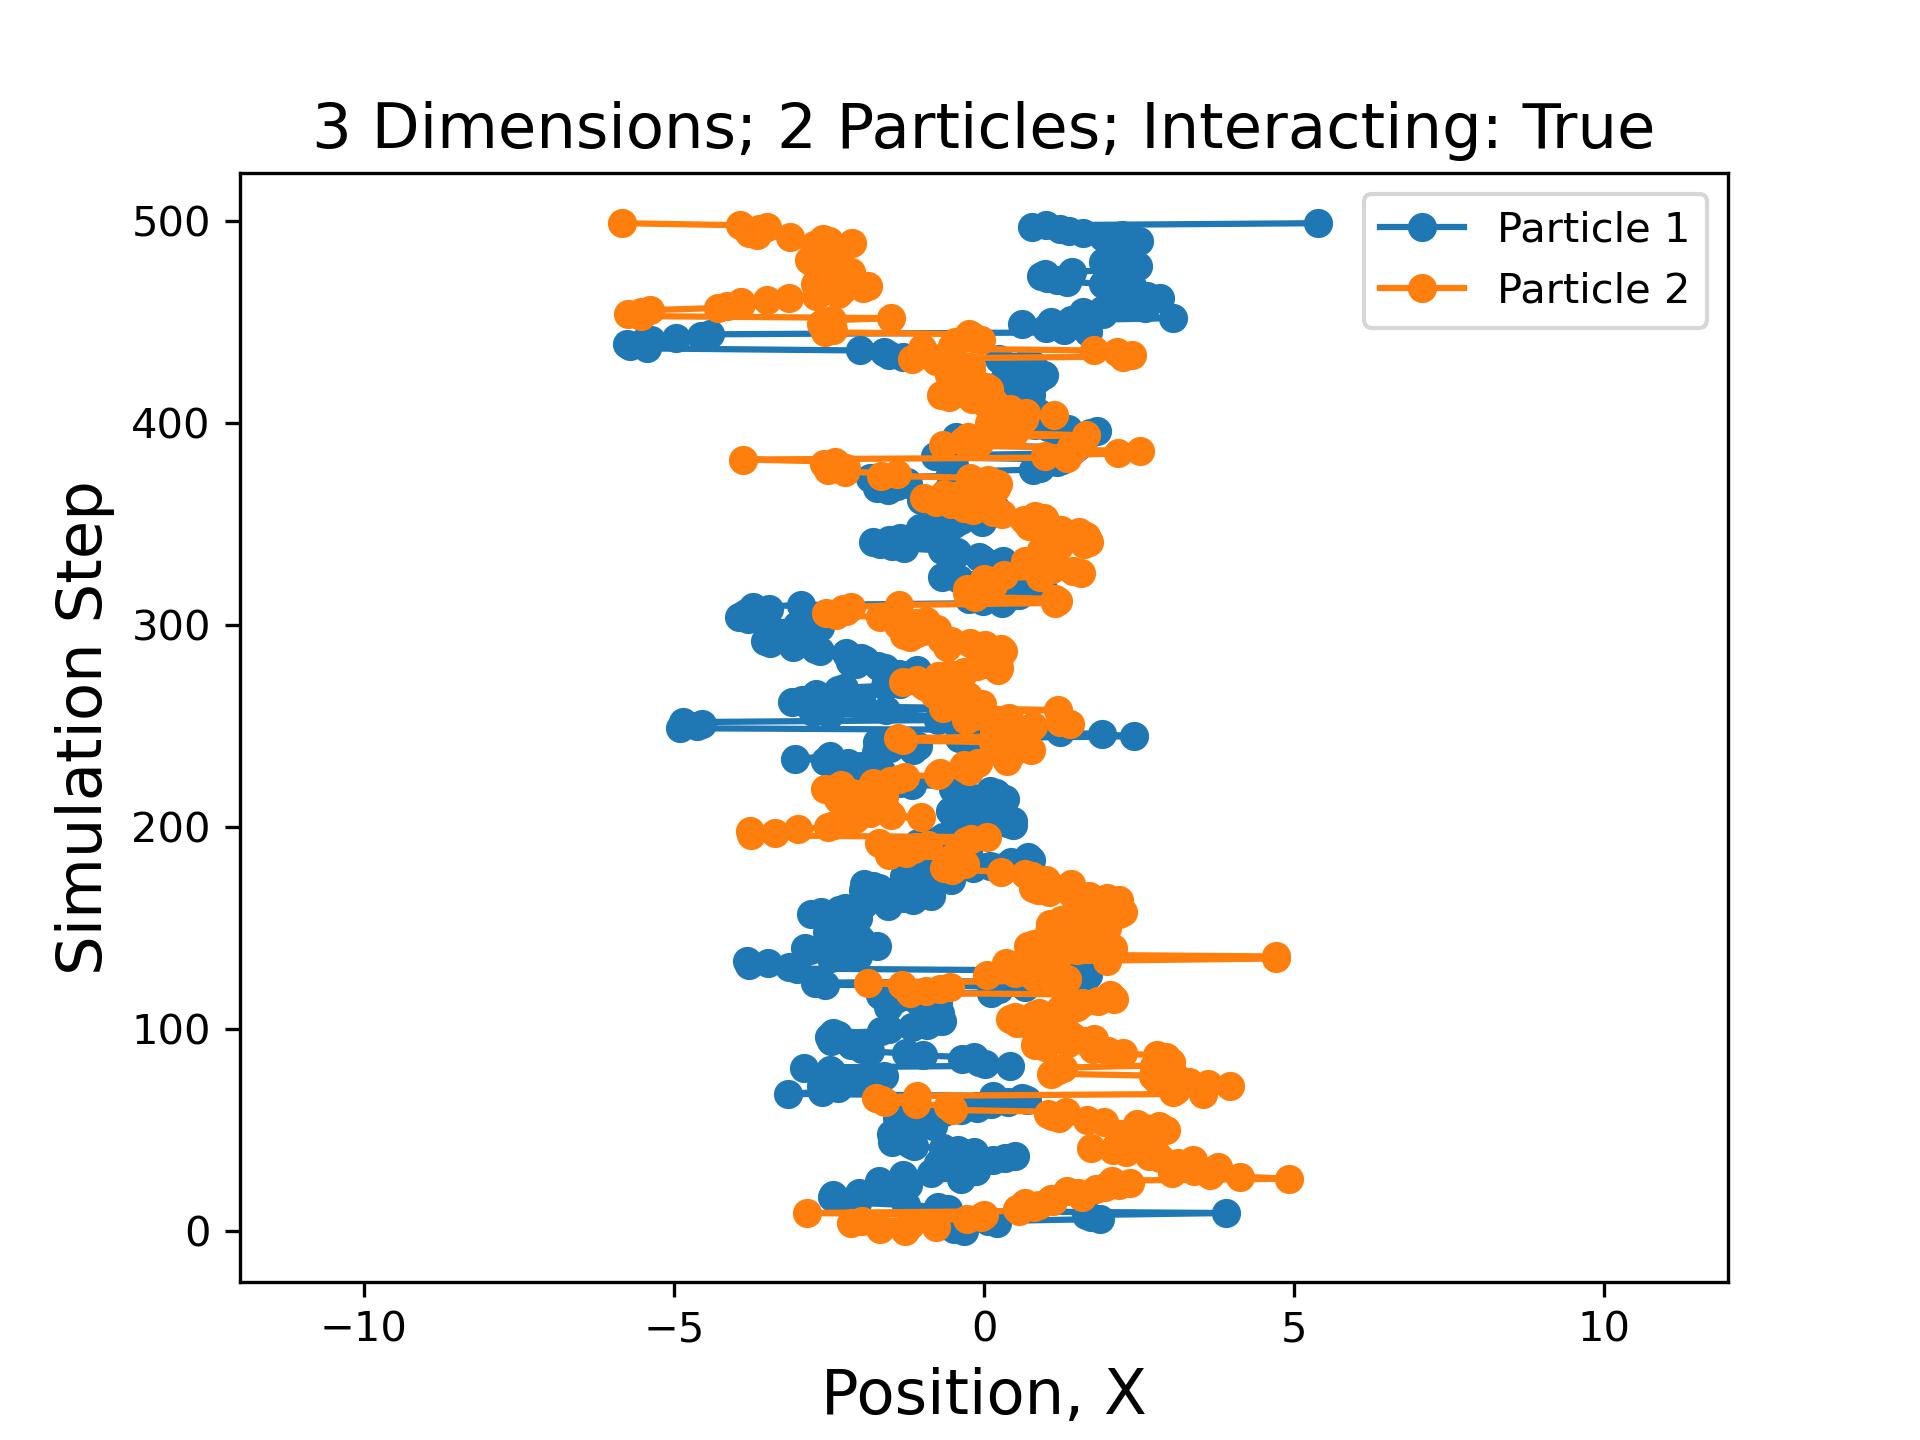 3 Dimensions; 2 Particles; Interacting: True
Particle 1
Particle 2
500
400
300
200
100
0
Simulation Step
−10 −5 0 5 10
Position, X